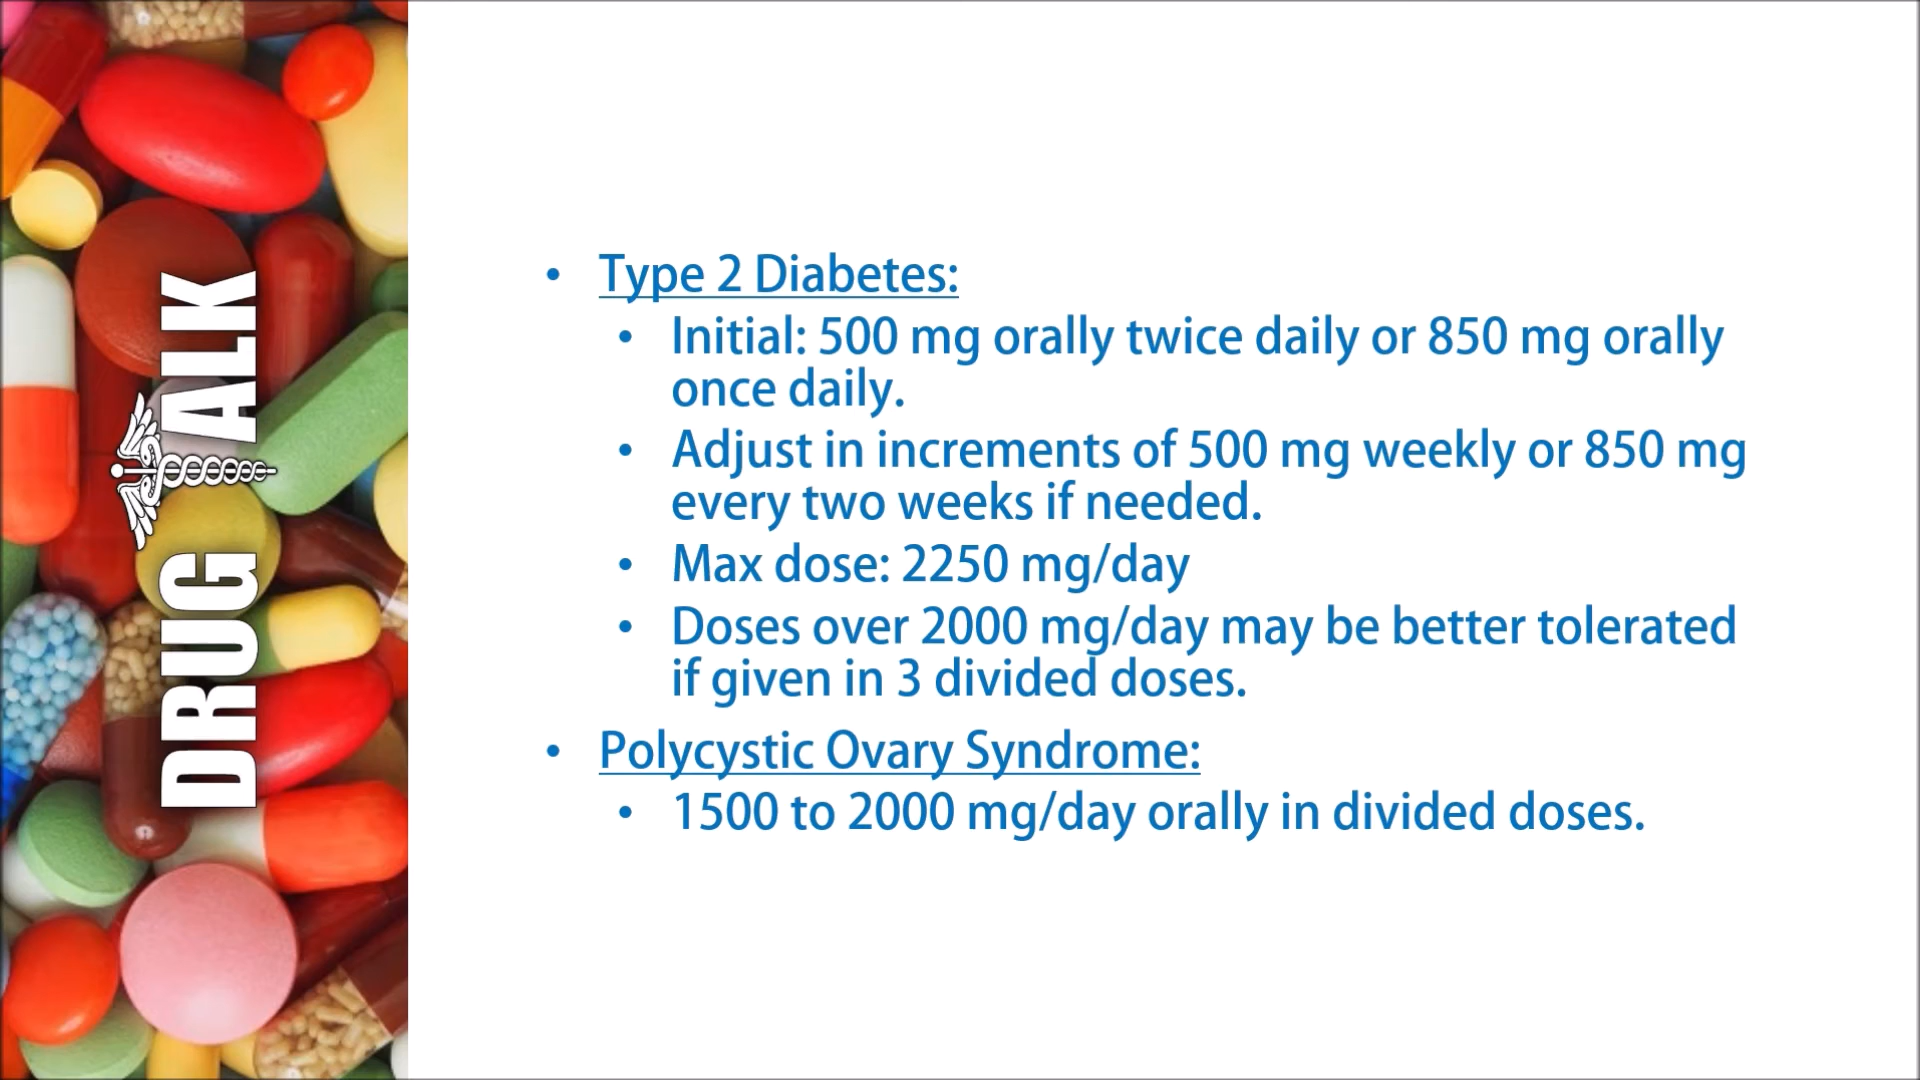 DRUG ALK
• Type 2 Diabetes:
• Initial: 500 mg orally twice daily or 850 mg orally
once daily.
• Adjust in increments of 500 mg weekly or 850 mg
every two weeks if needed.
• Max dose: 2250 mg/day
• Doses over 2000 mg/day may be better tolerated
if given in 3 divided doses.
• Polycystic Ovary Syndrome:
• 1500 to 2000 mg/day orally in divided doses.